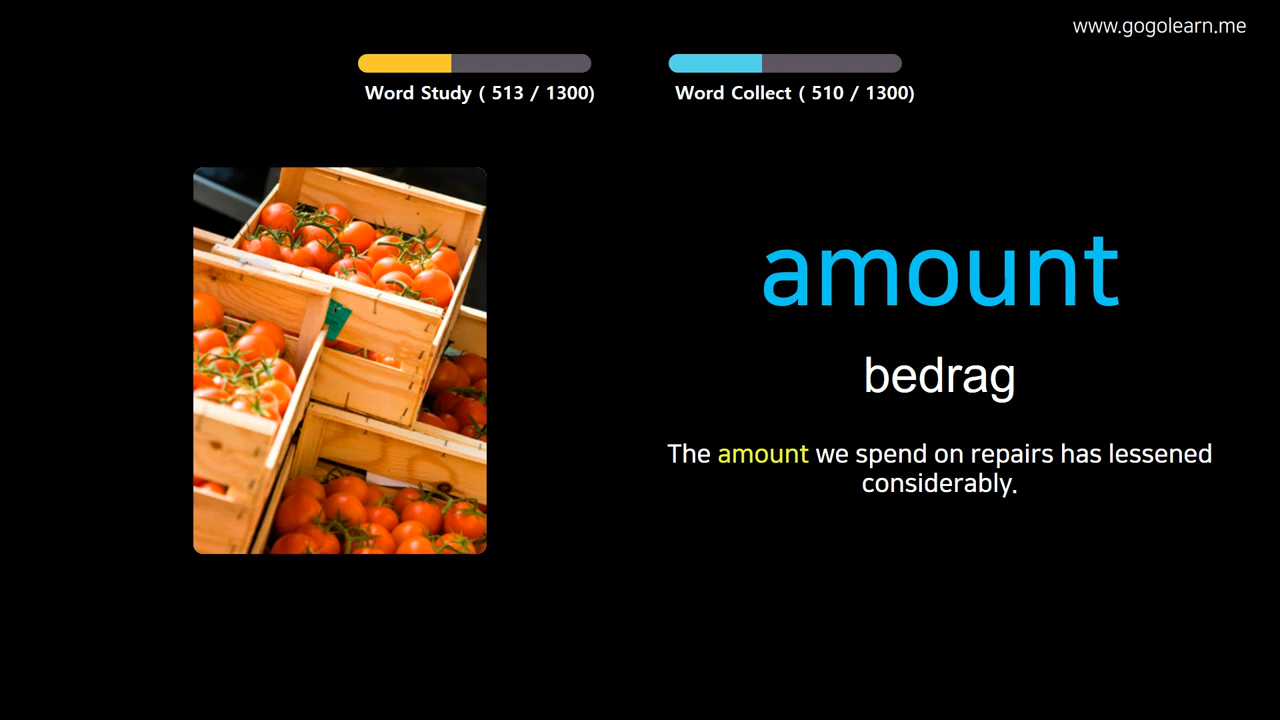 www.gogolearn.me
Word Study ( 513 / 1300)
Word Collect ( 510 / 1300)
amount
bedrag
The amount we spend on repairs has lessened
considerably.